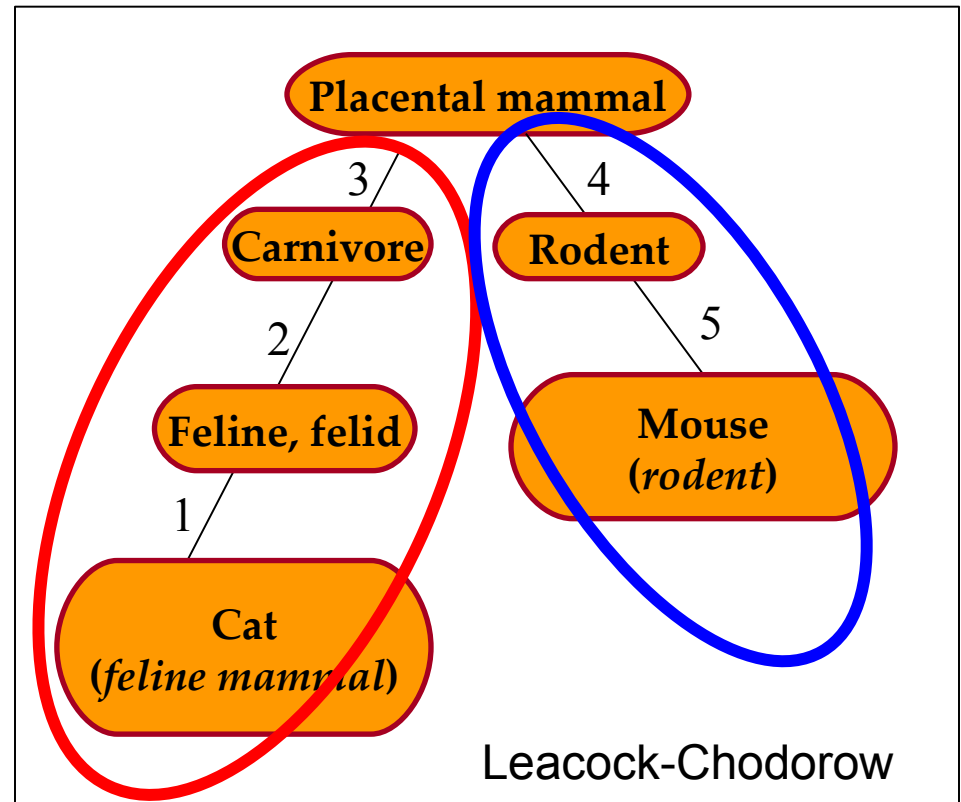 Placental mammal
3
4
Carnivore
Rodent
2
5
Feline, felid
Mouse
(rodent)
1
Cat
(feline mammal)
Leacock-Chodorow